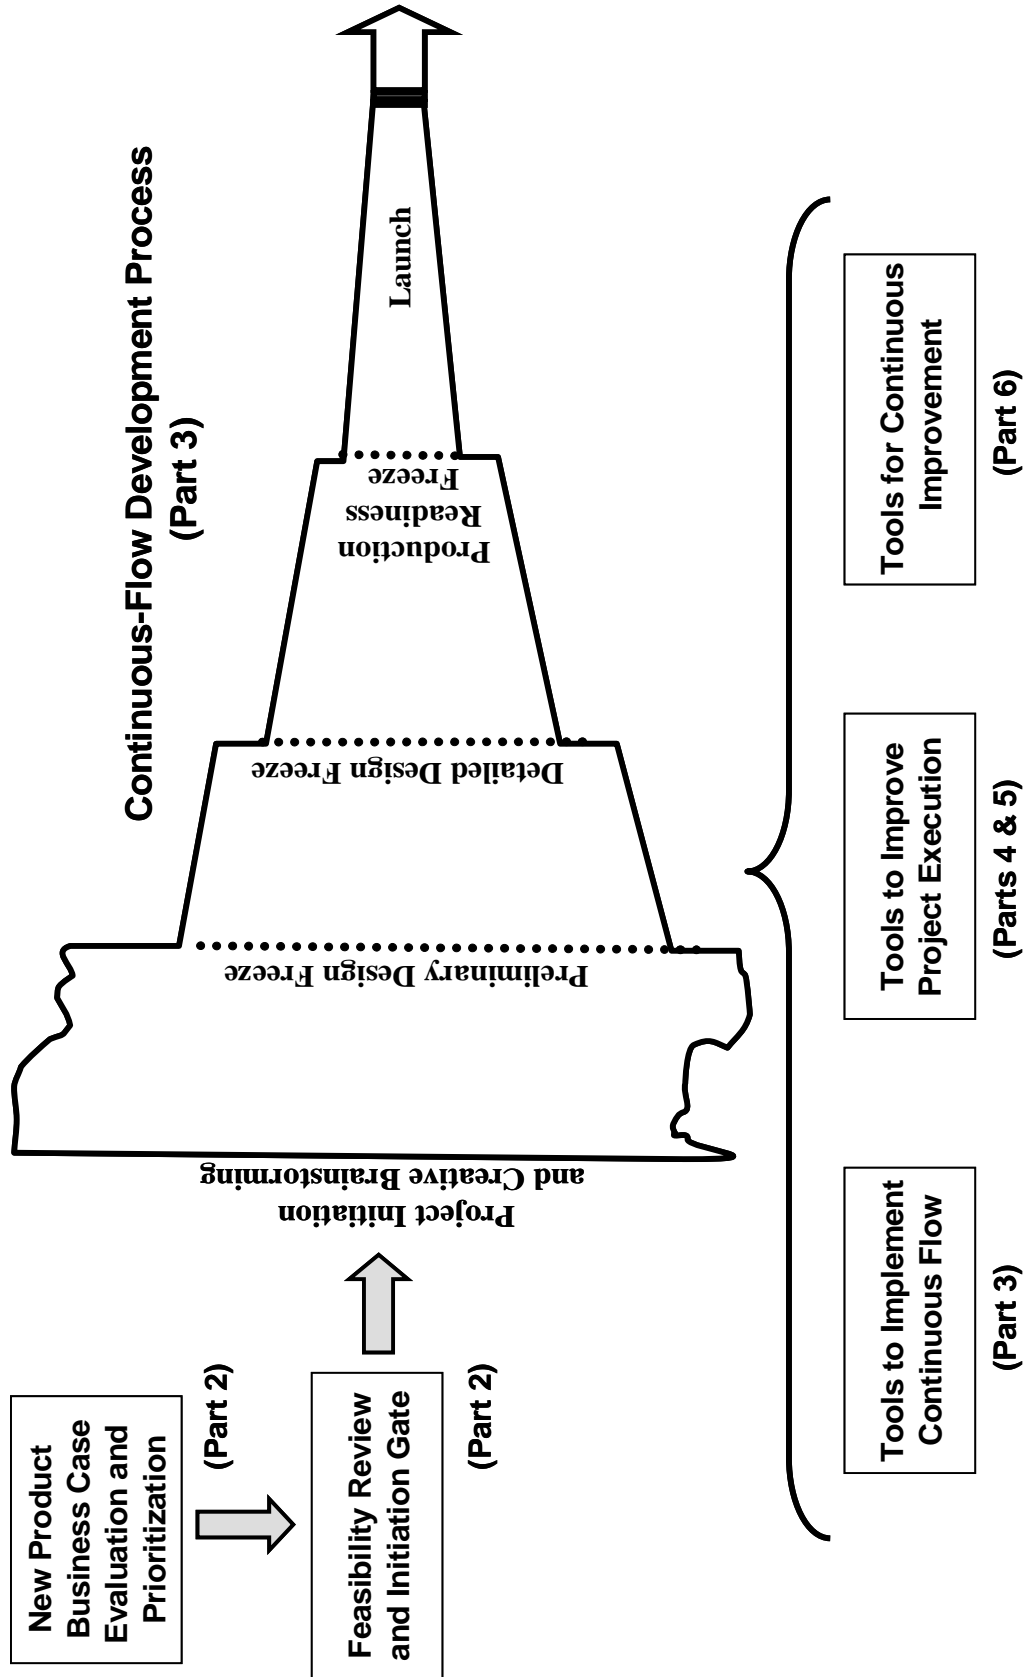 Continuous-Flow Development Process
(Part 3)
New Product
Business Case
Evaluation and
Prioritization
(Part 2)
Feasibility Review
and Initiation Gate
(Part 2)
Project Initiation
and Creative Brainstorming
Preliminary Design Freeze
Detailed Design Freeze
Production
Readiness
Freeze
Launch
Tools to Implement
Continuous Flow
(Part 3)
Tools to Improve
Project Execution
(Parts 4 & 5)
Tools for Continuous
Improvement
(Part 6)